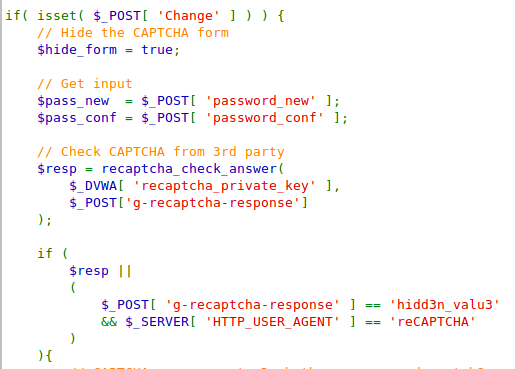 if( isset( $_POST[ 'Change' ] ) ) {
// Hide the CAPTCHA form
$hide_form = true;
// Get input
$pass_new  = $_POST[ 'password_new' ];
$pass_conf = $_POST[ 'password_conf' ];
// Check CAPTCHA from 3rd party
$resp = recaptcha_check_answer(
$_DVWA[ 'recaptcha_private_key' ],
$_POST['g-recaptcha-response']
);
if (
$resp ||
(
$_POST[ 'g-recaptcha-response' ] == 'hidd3n_valu3'
&& $_SERVER[ 'HTTP_USER_AGENT' ] == 'reCAPTCHA'
)
){